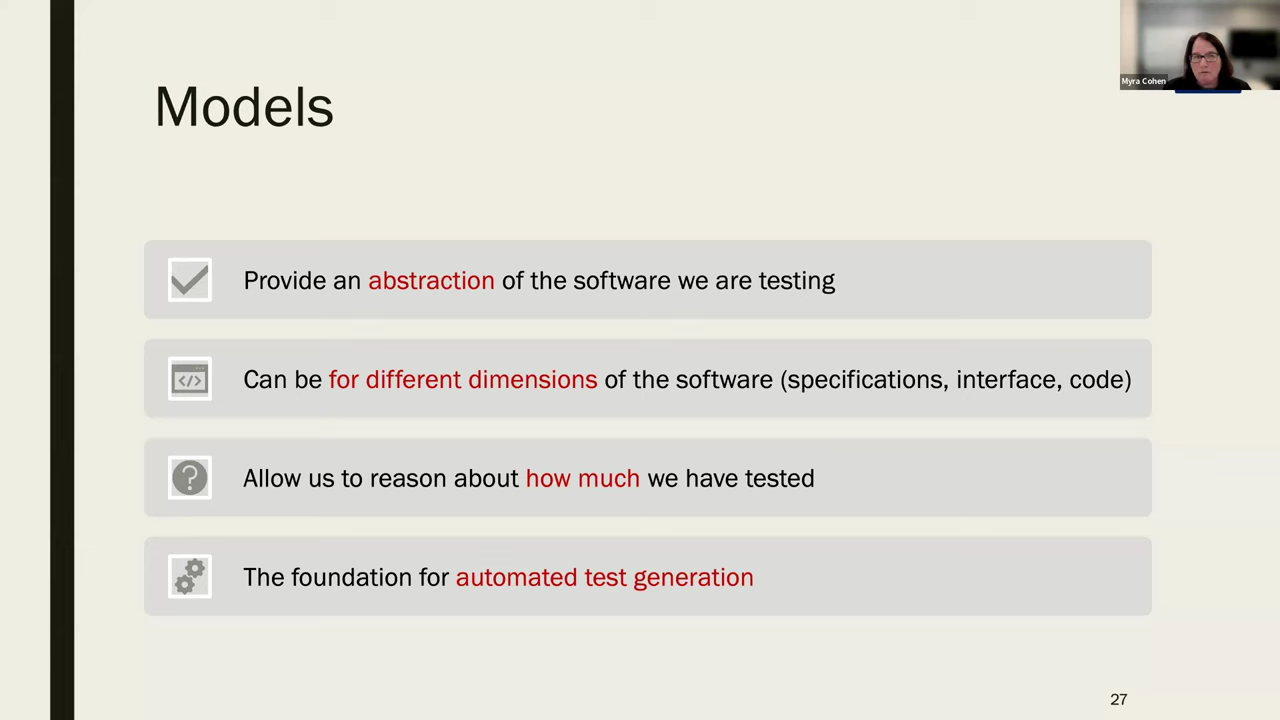 Myra Cohen
Models
Provide an abstraction of the software we are testing
Can be for different dimensions of the software (specifications, interface, code)
Allow us to reason about how much we have tested
The foundation for automated test generation
27